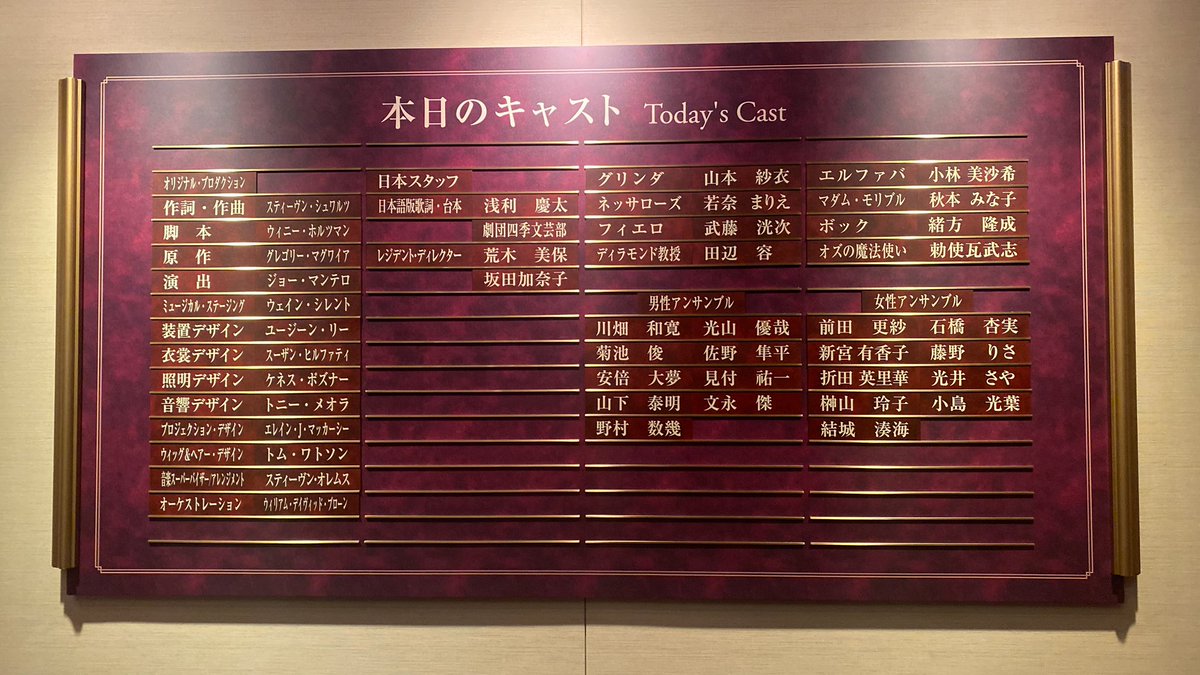 本日のキャスト Today's Cast
オリジナル・プロダクション
作詞・作曲 スティーヴン・シュワルツ
脚 本 ウィニー・ホルツマン
原 作 グレゴリー・マグワイア
演 出 ジョー・マンテロ
ミュージカル・ステージング ウェイン・シレント
装置デザイン ユージーン・リー
衣裳デザイン スーザン・ヒルファティ
照明デザイン ケネス・ポズナー
音響デザイン トニー・メオラ
プロジェクション・デザイン エレイン・J・マッカーシー
ウィッグ&ヘアー・デザイン トム・ワトソン
音楽スーパーバイザー/アレンジメント スティーヴン・オレムス
オーケストレーション ウィリアム・デイヴィッド・ブローン
日本スタッフ
日本語版歌詞・台本 浅利 慶太
劇団四季文芸部
レジデント・ディレクター 荒木 美保
坂田加奈子
グリンダ 山本 紗衣
ネッサローズ 若奈 まりえ
フィエロ 武藤 洸次
ディラモンド教授 田辺 容
エルファバ 小林 美沙希
マダム・モリブル 秋本 みな子
ボック 緒方 隆成
オズの魔法使い 勅使瓦武志
男性アンサンブル
川畑 和寛 光山 優哉
菊池 俊 佐野 隼平
安倍 大夢 見付 祐一
山下 泰明 文永 傑
野村 数幾
女性アンサンブル
前田 更紗 石橋 杏実
新宮 有香子 藤野 りさ
折田 英里華 光井 さや
榊山 玲子 小島 光葉
結城 湊海